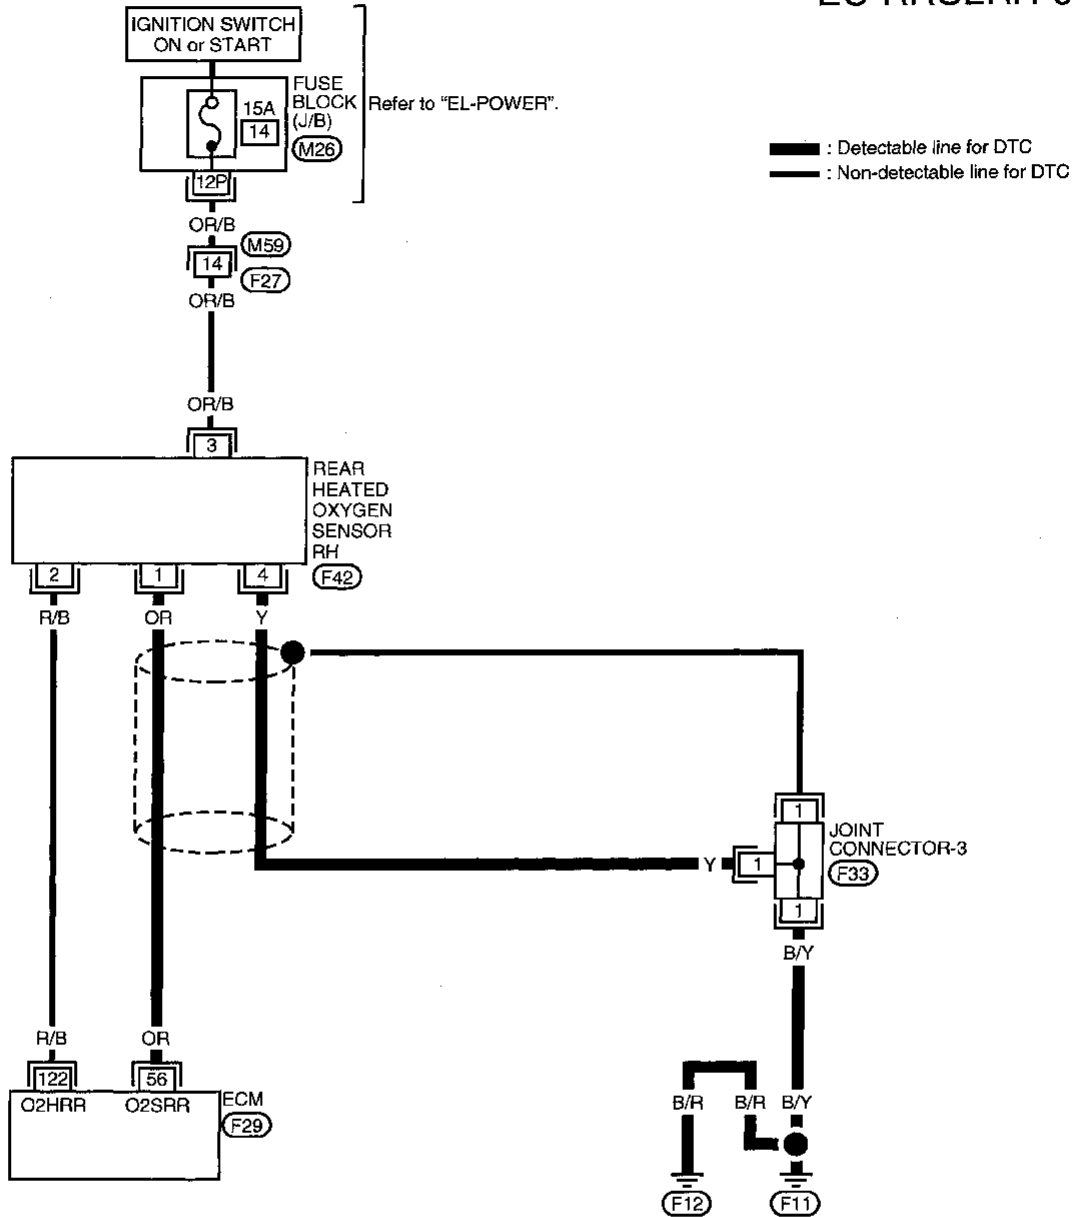 IGNITION SWITCH
ON or START
FUSE
BLOCK
(J/B)
Refer to "EL-POWER".
15A
14
M26
12P
: Detectable line for DTC
: Non-detectable line for DTC
OR/B
M59
14
F27
OR/B
OR/B
3
REAR
HEATED
OXYGEN
SENSOR
RH
F42
2
1
4
R/B
OR
Y
1
JOINT
CONNECTOR-3
F33
Y
1
1
B/Y
R/B
OR
122
56
O2HRR
O2SRR
ECM
F29
B/R
B/R
B/Y
F12
F11